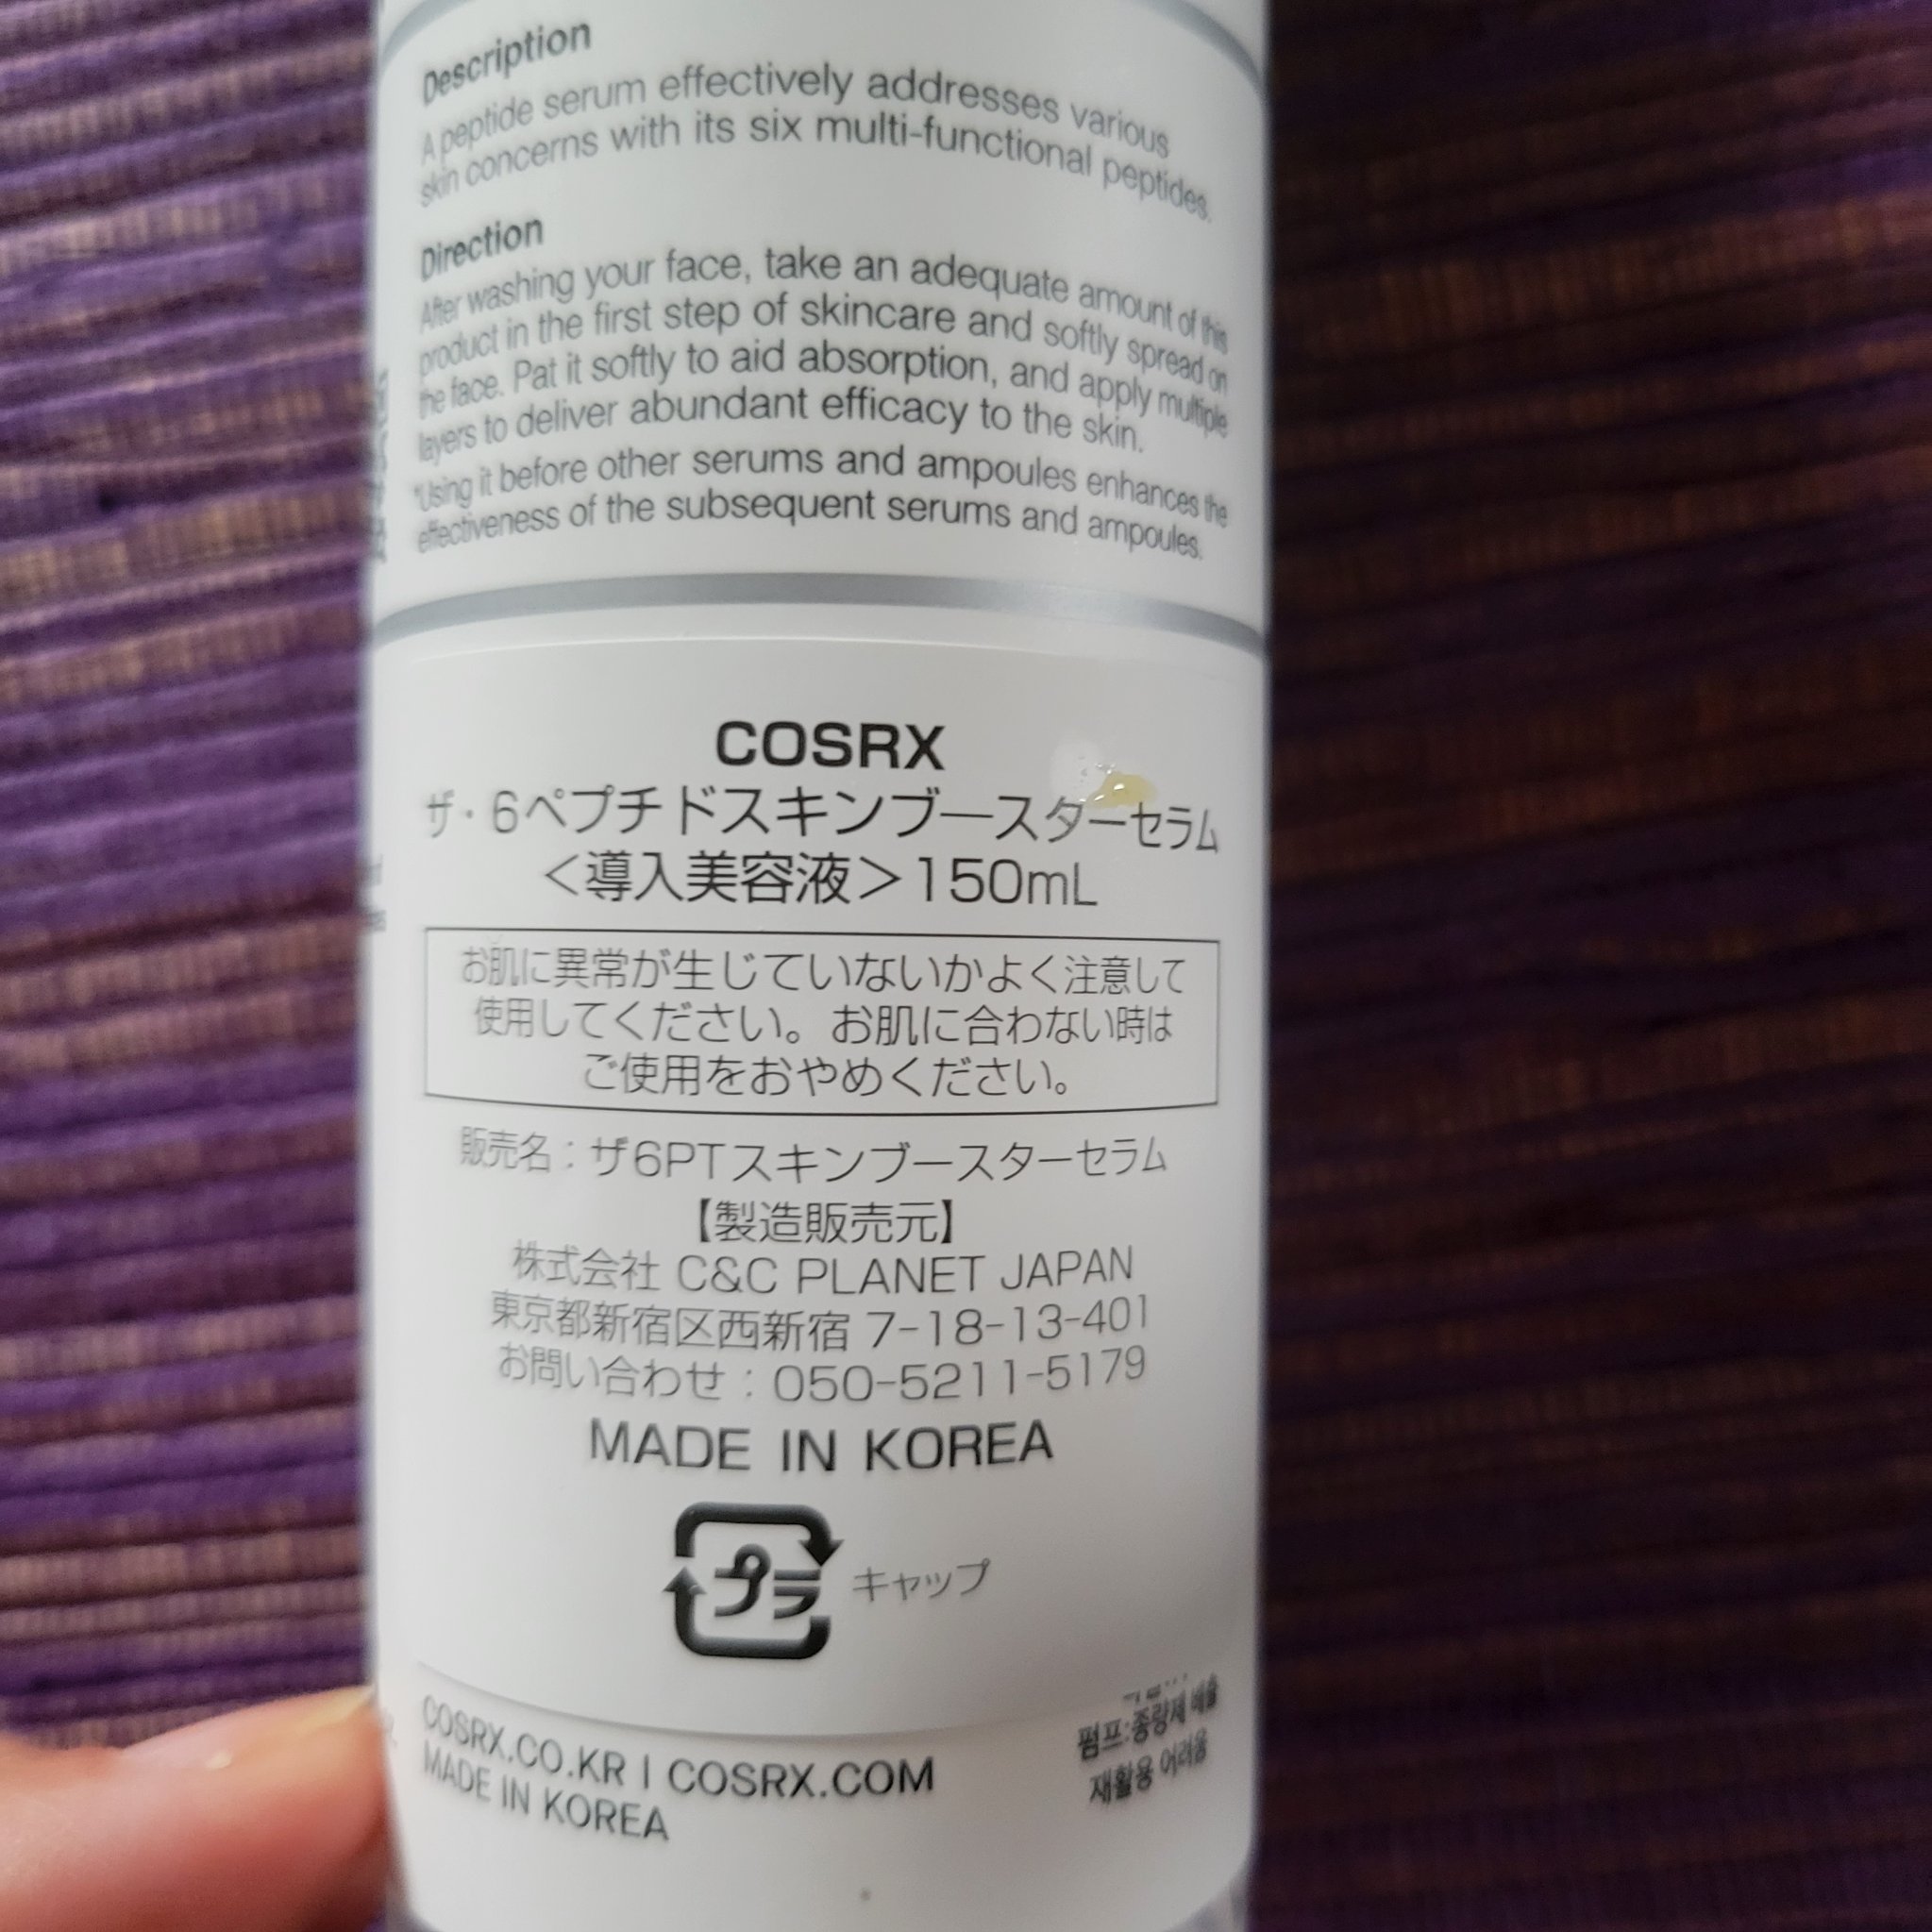 Description
A peptide serum effectively addresses various
skin concerns with its six multi-functional peptides.
Direction
After washing your face, take an adequate amount of this
product in the first step of skincare and softly spread on
the face. Pat it softly to aid absorption, and apply multiple
layers to deliver abundant efficacy to the skin.
*Using it before other serums and ampoules enhances the
effectiveness of the subsequent serums and ampoules.
COSRX
ザ・6ペプチドスキンブースターセラム
＜導入美容液＞150mL
お肌に異常が生じていないかよく注意して
使用してください。お肌に合わない時は
ご使用をおやめください。
販売名：ザ6PTスキンブースターセラム
【製造販売元】
株式会社 C&C PLANET JAPAN
東京都新宿区西新宿 7-18-13-401
お問い合わせ：050-5211-5179
MADE IN KOREA
プラ キャップ
COSRX.CO.KR | COSRX.COM
MADE IN KOREA
펌프:종량제 배출
재활용 어려움